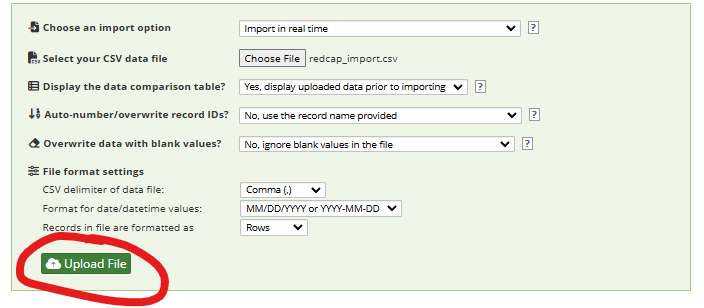 Choose an import option Import in real time ?
Select your CSV data file Choose File redcap_import.csv
Display the data comparison table? Yes, display uploaded data prior to importing ?
Auto-number/overwrite record IDs? No, use the record name provided ?
Overwrite data with blank values? No, ignore blank values in the file ?
File format settings
CSV delimiter of data file: Comma (,)
Format for date/datetime values: MM/DD/YYYY or YYYY-MM-DD
Records in file are formatted as Rows
Upload File